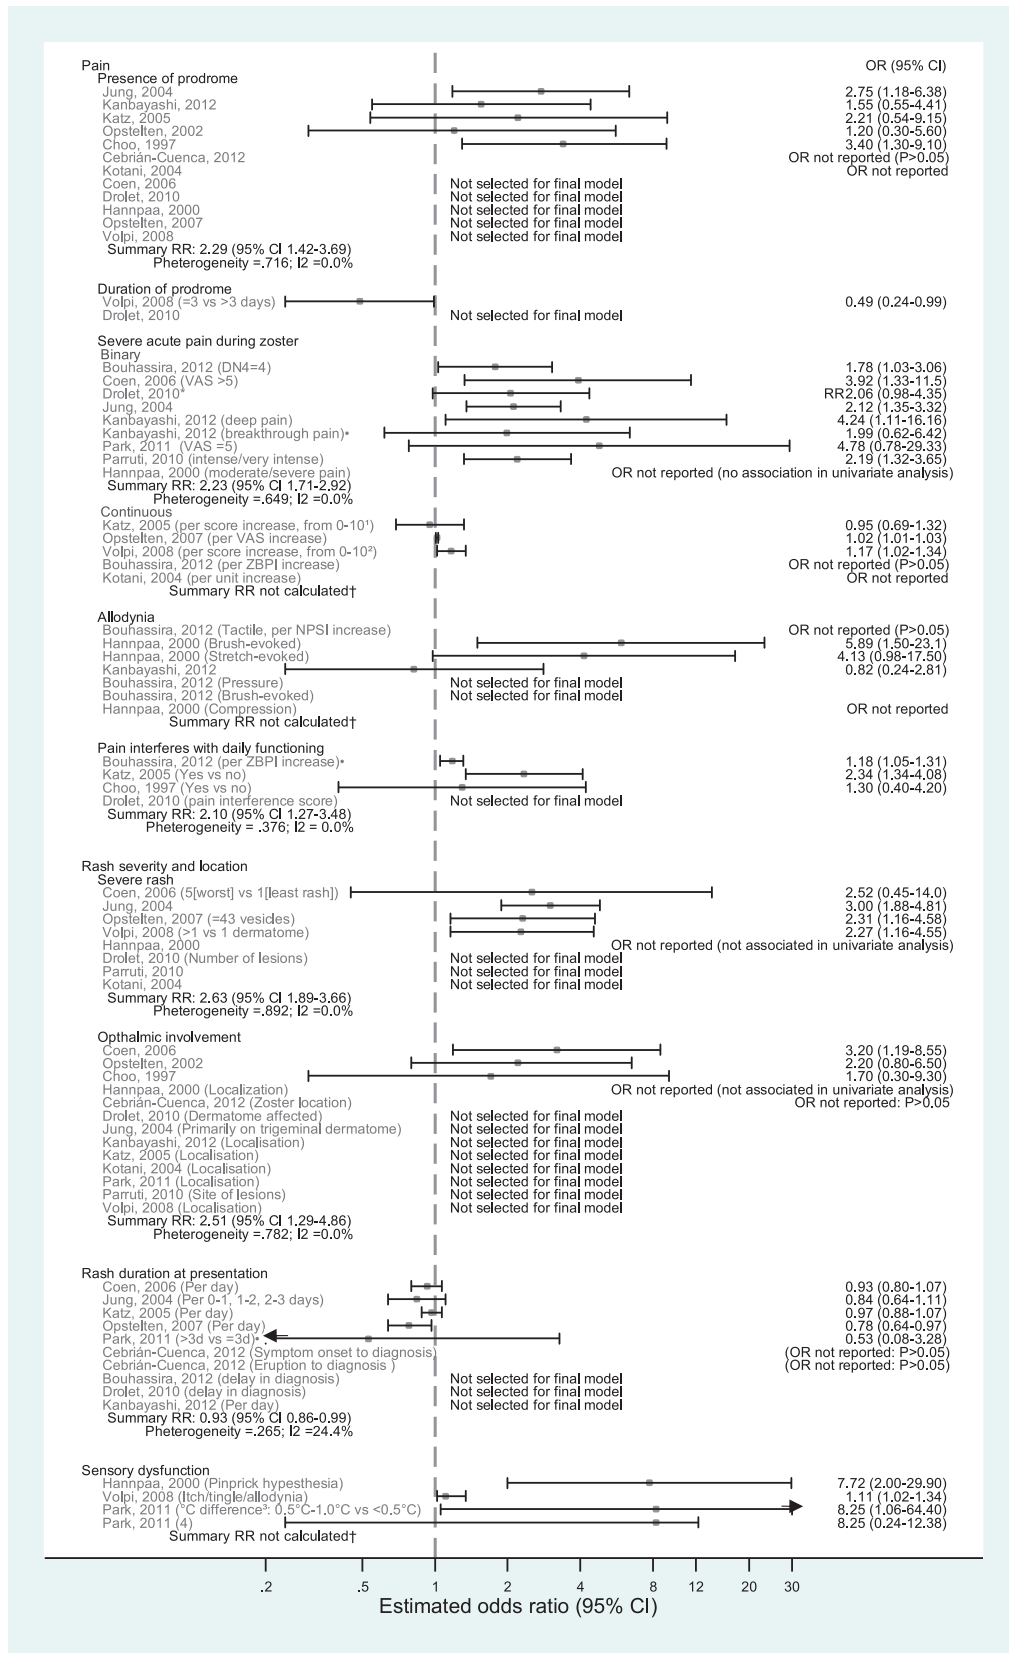 Pain OR (95% CI)
Presence of prodrome
Jung, 2004 2.75 (1.18-6.38)
Kanbayashi, 2012 1.55 (0.55-4.41)
Katz, 2005 2.21 (0.54-9.15)
Opstelten, 2002 1.20 (0.30-5.60)
Choo, 1997 3.40 (1.30-9.10)
Cebrián-Cuenca, 2012 OR not reported (P>0.05)
Kotani, 2004 OR not reported
Coen, 2006 Not selected for final model
Drolet, 2010 Not selected for final model
Hannpaa, 2000 Not selected for final model
Opstelten, 2007 Not selected for final model
Volpi, 2008 Not selected for final model
Summary RR: 2.29 (95% CI 1.42-3.69)
Pheterogeneity =.716; I2 =0.0%
Duration of prodrome
Volpi, 2008 (=3 vs >3 days) 0.49 (0.24-0.99)
Drolet, 2010 Not selected for final model
Severe acute pain during zoster
Binary
Bouhassira, 2012 (DN4=4) 1.78 (1.03-3.06)
Coen, 2006 (VAS >5) 3.92 (1.33-11.5)
Drolet, 2010* RR2.06 (0.98-4.35)
Jung, 2004 2.12 (1.35-3.32)
Kanbayashi, 2012 (deep pain) 4.24 (1.11-16.16)
Kanbayashi, 2012 (breakthrough pain)• 1.99 (0.62-6.42)
Park, 2011 (VAS =5) 4.78 (0.78-29.33)
Parruti, 2010 (intense/very intense) 2.19 (1.32-3.65)
Hannpaa, 2000 (moderate/severe pain) OR not reported (no association in univariate analysis)
Summary RR: 2.23 (95% CI 1.71-2.92)
Pheterogeneity =.649; I2 =0.0%
Continuous
Katz, 2005 (per score increase, from 0-10¹) 0.95 (0.69-1.32)
Opstelten, 2007 (per VAS increase) 1.02 (1.01-1.03)
Volpi, 2008 (per score increase, from 0-10²) 1.17 (1.02-1.34)
Bouhassira, 2012 (per ZBPI increase) OR not reported (P>0.05)
Kotani, 2004 (per unit increase) OR not reported
Summary RR not calculated†
Allodynia
Bouhassira, 2012 (Tactile, per NPSI increase) OR not reported (P>0.05)
Hannpaa, 2000 (Brush-evoked) 5.89 (1.50-23.1)
Hannpaa, 2000 (Stretch-evoked) 4.13 (0.98-17.50)
Kanbayashi, 2012 0.82 (0.24-2.81)
Bouhassira, 2012 (Pressure) Not selected for final model
Bouhassira, 2012 (Brush-evoked) Not selected for final model
Hannpaa, 2000 (Compression) OR not reported
Summary RR not calculated†
Pain interferes with daily functioning
Bouhassira, 2012 (per ZBPI increase)• 1.18 (1.05-1.31)
Katz, 2005 (Yes vs no) 2.34 (1.34-4.08)
Choo, 1997 (Yes vs no) 1.30 (0.40-4.20)
Drolet, 2010 (pain interference score) Not selected for final model
Summary RR: 2.10 (95% CI 1.27-3.48)
Pheterogeneity = .376; I2 = 0.0%
Rash severity and location
Severe rash
Coen, 2006 (5[worst] vs 1[least rash]) 2.52 (0.45-14.0)
Jung, 2004 3.00 (1.88-4.81)
Opstelten, 2007 (=43 vesicles) 2.31 (1.16-4.58)
Volpi, 2008 (>1 vs 1 dermatome) 2.27 (1.16-4.55)
Hannpaa, 2000 OR not reported (not associated in univariate analysis)
Drolet, 2010 (Number of lesions) Not selected for final model
Parruti, 2010 Not selected for final model
Kotani, 2004 Not selected for final model
Summary RR: 2.63 (95% CI 1.89-3.66)
Pheterogeneity =.892; I2 =0.0%
Opthalmic involvement
Coen, 2006 3.20 (1.19-8.55)
Opstelten, 2002 2.20 (0.80-6.50)
Choo, 1997 1.70 (0.30-9.30)
Hannpaa, 2000 (Localization) OR not reported (not associated in univariate analysis)
Cebrián-Cuenca, 2012 (Zoster location) OR not reported: P>0.05
Drolet, 2010 (Dermatome affected) Not selected for final model
Jung, 2004 (Primarily on trigeminal dermatome) Not selected for final model
Kanbayashi, 2012 (Localisation) Not selected for final model
Katz, 2005 (Localisation) Not selected for final model
Kotani, 2004 (Localisation) Not selected for final model
Park, 2011 (Localisation) Not selected for final model
Parruti, 2010 (Site of lesions) Not selected for final model
Volpi, 2008 (Localisation) Not selected for final model
Summary RR: 2.51 (95% CI 1.29-4.86)
Pheterogeneity =.782; I2 =0.0%
Rash duration at presentation
Coen, 2006 (Per day) 0.93 (0.80-1.07)
Jung, 2004 (Per 0-1, 1-2, 2-3 days) 0.84 (0.64-1.11)
Katz, 2005 (Per day) 0.97 (0.88-1.07)
Opstelten, 2007 (Per day) 0.78 (0.64-0.97)
Park, 2011 (>3d vs =3d)• 0.53 (0.08-3.28)
Cebrián-Cuenca, 2012 (Symptom onset to diagnosis) (OR not reported: P>0.05)
Cebrián-Cuenca, 2012 (Eruption to diagnosis ) (OR not reported: P>0.05)
Bouhassira, 2012 (delay in diagnosis) Not selected for final model
Drolet, 2010 (delay in diagnosis) Not selected for final model
Kanbayashi, 2012 (Per day) Not selected for final model
Summary RR: 0.93 (95% CI 0.86-0.99)
Pheterogeneity =.265; I2 =24.4%
Sensory dysfunction
Hannpaa, 2000 (Pinprick hypesthesia) 7.72 (2.00-29.90)
Volpi, 2008 (Itch/tingle/allodynia) 1.11 (1.02-1.34)
Park, 2011 (°C difference³: 0.5°C-1.0°C vs <0.5°C) 8.25 (1.06-64.40)
Park, 2011 (4) 8.25 (0.24-12.38)
Summary RR not calculated†
.2 .5 1 2 4 8 12 20 30
Estimated odds ratio (95% CI)